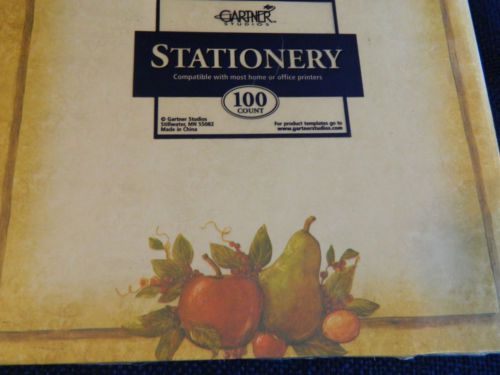 GARTNER
STUDIOS
STATIONERY
Compatible with most home or office printers
100
COUNT
© Gartner Studios
Stillwater, MN 55082
Made in China
For product templates go to
www.gartnerstudios.com